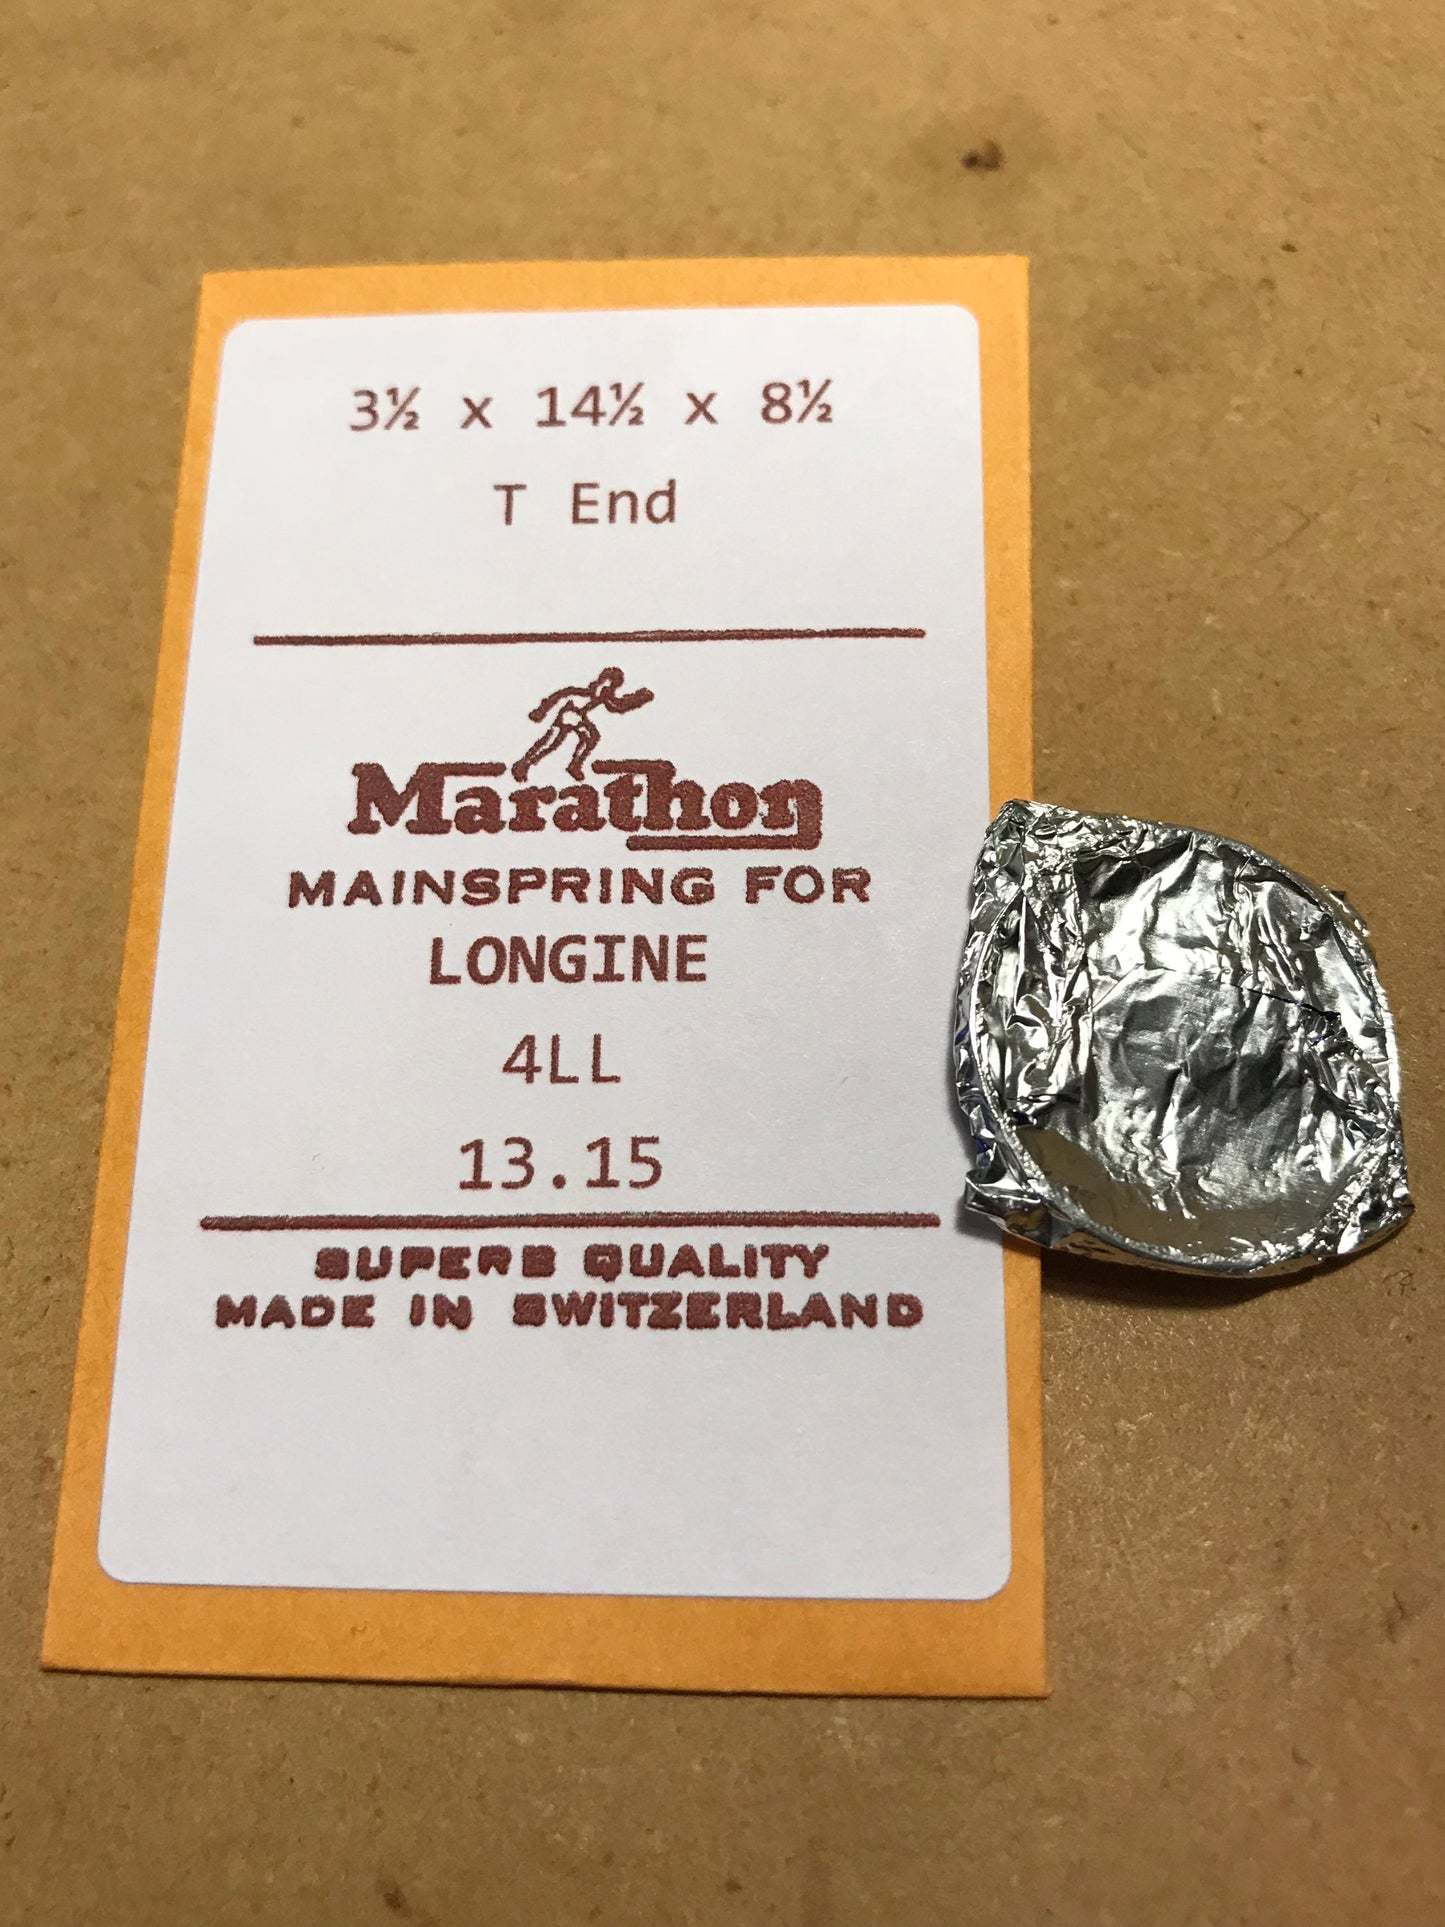 3½ x 14½ x 8½
T End
Marathon
MAINSPRING FOR
LONGINE
4LL
13.15
SUPERB QUALITY
MADE IN SWITZERLAND